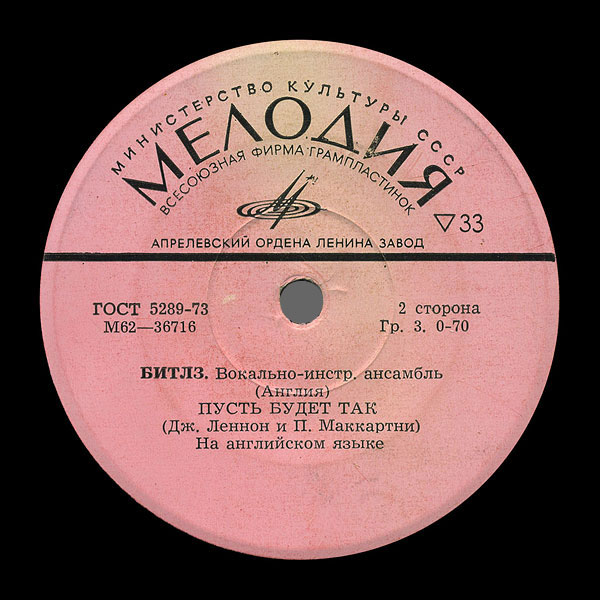 МИНИСТЕРСТВО КУЛЬТУРЫ СССР
МЕЛОДИЯ
ВСЕСОЮЗНАЯ ФИРМА ГРАМПЛАСТИНОК
▽33
АПРЕЛЕВСКИЙ ОРДЕНА ЛЕНИНА ЗАВОД
ГОСТ 5289-73
2 сторона
М62—36716
Гр. 3. 0-70
БИТЛЗ. Вокально-инстр. ансамбль
(Англия)
ПУСТЬ БУДЕТ ТАК
(Дж. Леннон и П. Маккартни)
На английском языке